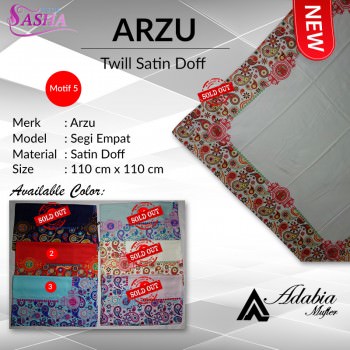 SASHA
ARZU
Twill Satin Doff
NEW
Motif 5
Merk : Arzu
Model : Segi Empat
Material : Satin Doff
Size : 110 cm x 110 cm
Available Color:
SOLD OUT
SOLD OUT
SOLD OUT
2
SOLD OUT
3
SOLD OUT
Adabia
Mufler